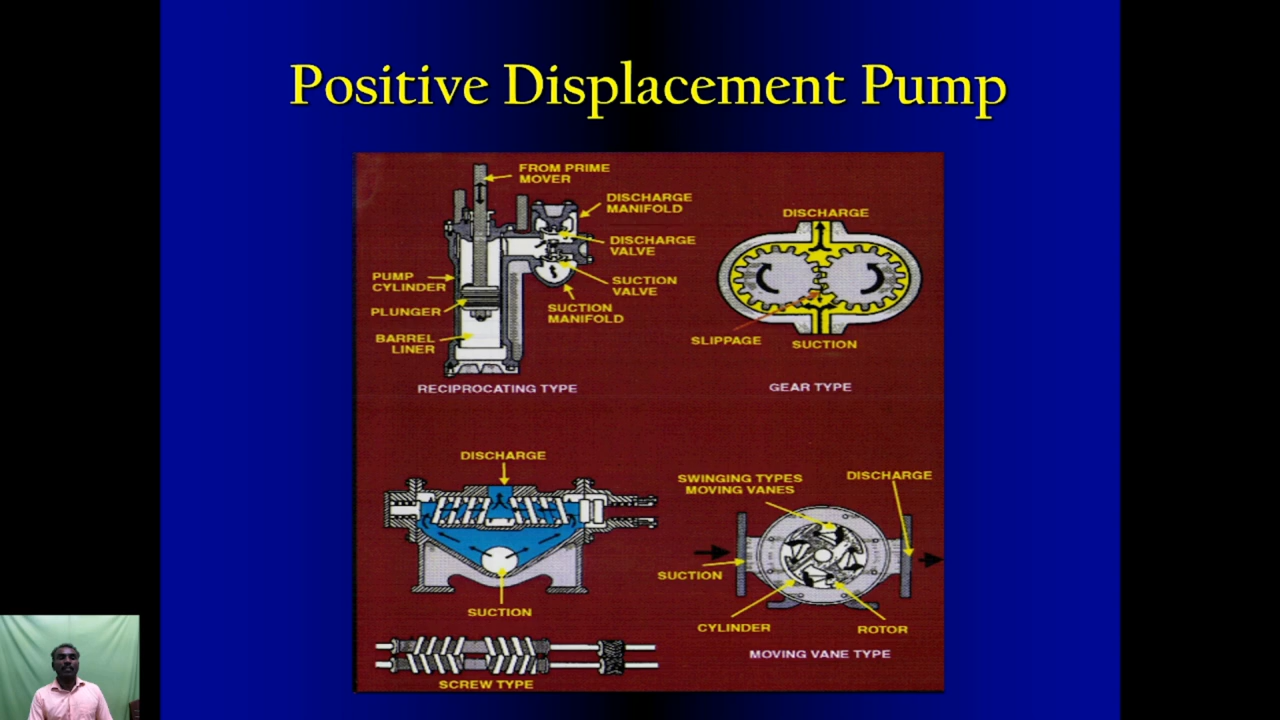 Positive Displacement Pump
FROM PRIME
MOVER
DISCHARGE
MANIFOLD
DISCHARGE
VALVE
SUCTION
VALVE
SUCTION
MANIFOLD
PUMP
CYLINDER
PLUNGER
BARREL
LINER
RECIPROCATING TYPE
DISCHARGE
SLIPPAGE
SUCTION
GEAR TYPE
DISCHARGE
SUCTION
SCREW TYPE
SWINGING TYPES
MOVING VANES
DISCHARGE
SUCTION
CYLINDER
ROTOR
MOVING VANE TYPE